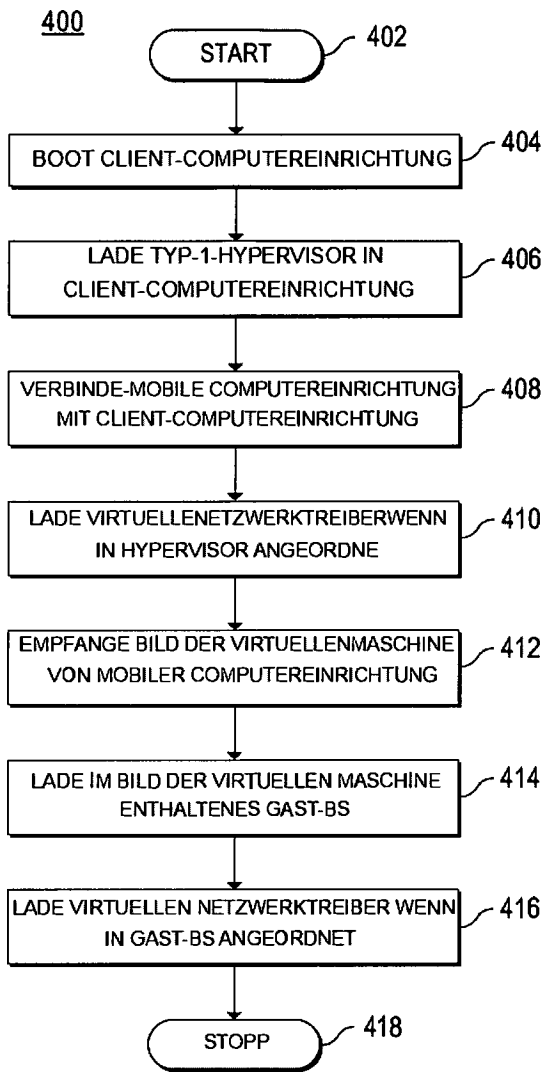 400
START
402
BOOT CLIENT-COMPUTEREINRICHTUNG
404
LADE TYP-1-HYPERVISOR IN
CLIENT-COMPUTEREINRICHTUNG
406
VERBINDE-MOBILE COMPUTEREINRICHTUNG
MIT CLIENT-COMPUTEREINRICHTUNG
408
LADE VIRTUELLENETZWERKTREIBERWENN
IN HYPERVISOR ANGEORDNE
410
EMPFANGE BILD DER VIRTUELLENMASCHINE
VON MOBILER COMPUTEREINRICHTUNG
412
LADE IM BILD DER VIRTUELLEN MASCHINE
ENTHALTENES GAST-BS
414
LADE VIRTUELLEN NETZWERKTREIBER WENN
IN GAST-BS ANGEORDNET
416
STOPP
418